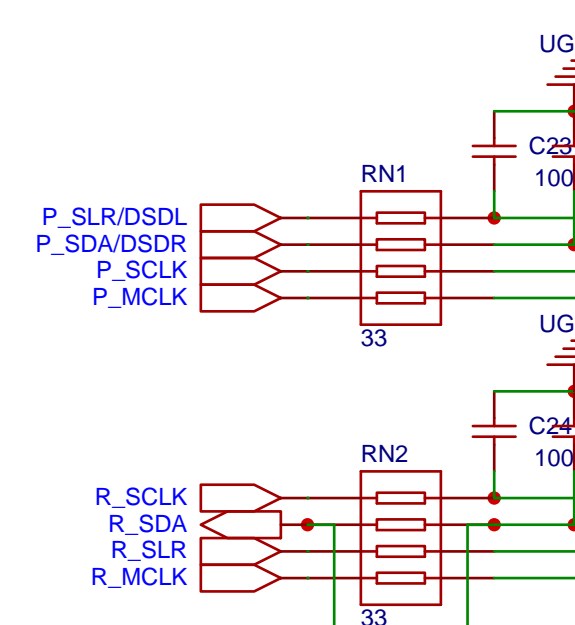 UG
C23
100
RN1
P_SLR/DSDL
P_SDA/DSDR
P_SCLK
P_MCLK
33
UG
C24
100
RN2
R_SCLK
R_SDA
R_SLR
R_MCLK
33